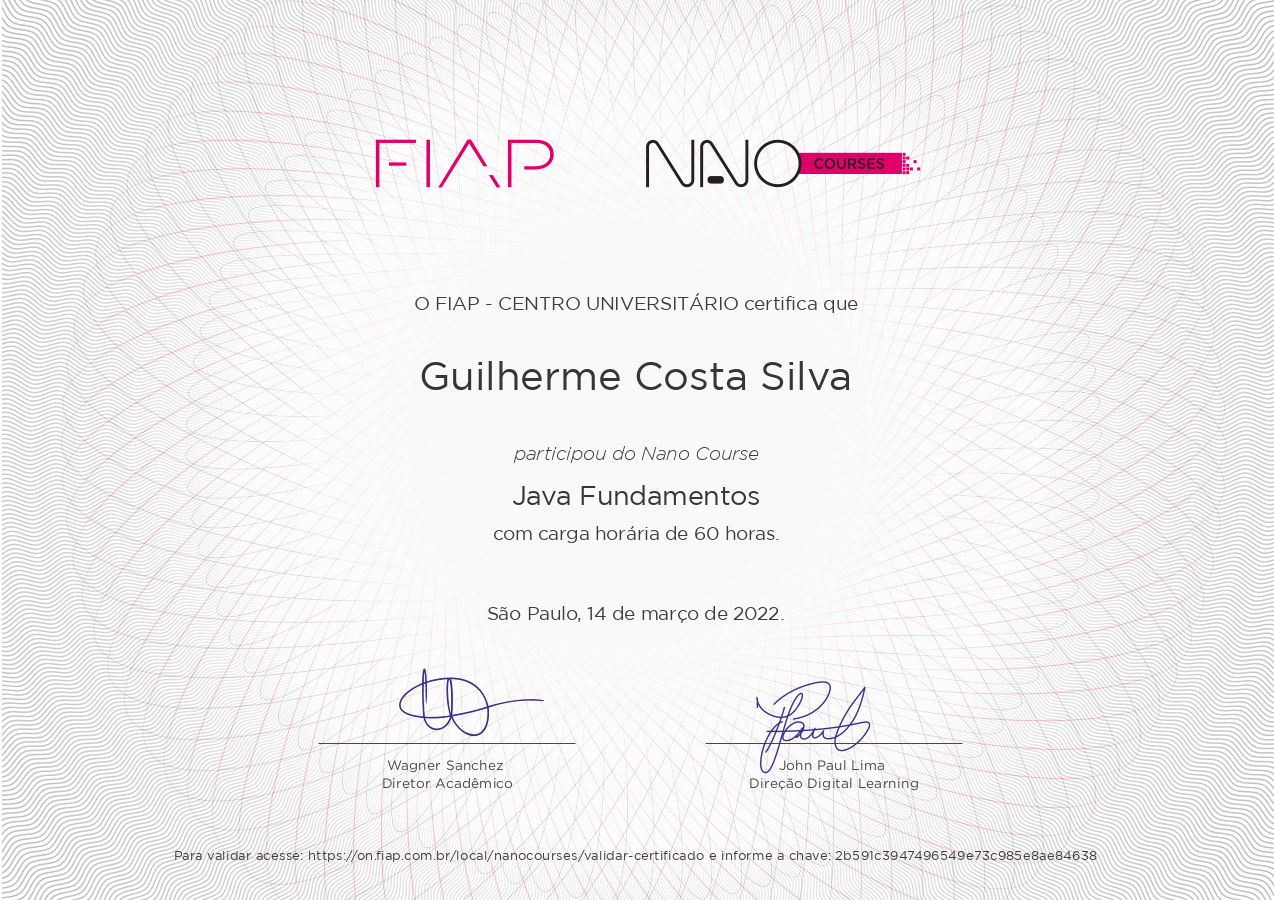 FIAP NANO COURSES
O FIAP - CENTRO UNIVERSITÁRIO certifica que
Guilherme Costa Silva
participou do Nano Course
Java Fundamentos
com carga horária de 60 horas.
São Paulo, 14 de março de 2022.
Wagner Sanchez
Diretor Acadêmico
John Paul Lima
Direção Digital Learning
Para validar acesse: https://on.fiap.com.br/local/nanocourses/validar-certificado e informe a chave: 2b591c3947496549e73c985e8ae84638